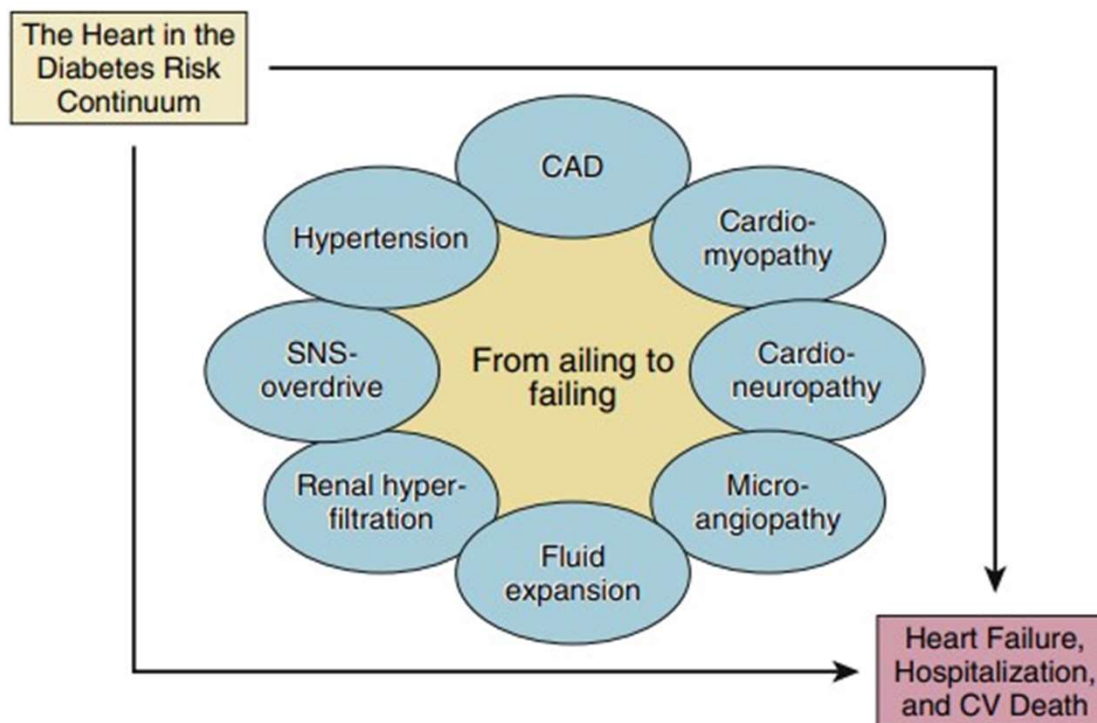 The Heart in the
Diabetes Risk
Continuum
CAD
Hypertension
Cardio-
myopathy
SNS-
overdrive
From ailing to
failing
Cardio-
neuropathy
Renal hyper-
filtration
Micro-
angiopathy
Fluid
expansion
Heart Failure,
Hospitalization,
and CV Death